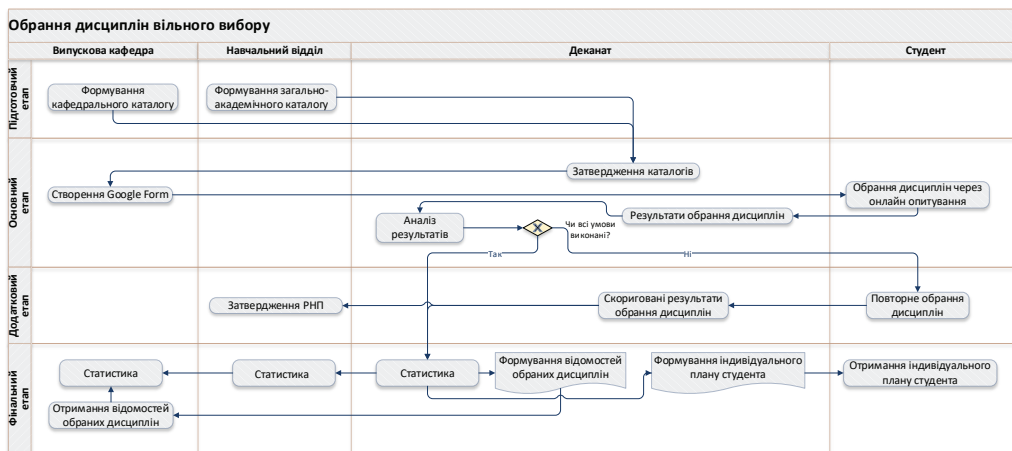 Обрання дисциплін вільного вибору
Випускова кафедра
Навчальний відділ
Деканат
Студент
Підготовчий
етап
Формування
кафедрального каталогу
Формування загально-
академічного каталогу
Основний
етап
Затвердження каталогів
Створення Google Form
Обрання дисциплін через
онлайн опитування
Результати обрання дисциплін
Аналіз
результатів
X
Чи всі умови
виконані?
Так
Ні
Додатковий
етап
Затвердження РНП
Скориговані результати
обрання дисциплін
Повторне обрання
дисциплін
Фінальний
етап
Статистика
Статистика
Статистика
Формування відомостей
обраних дисциплін
Формування індивідуального
плану студента
Отримання індивідуального
плану студента
Отримання відомостей
обраних дисциплін